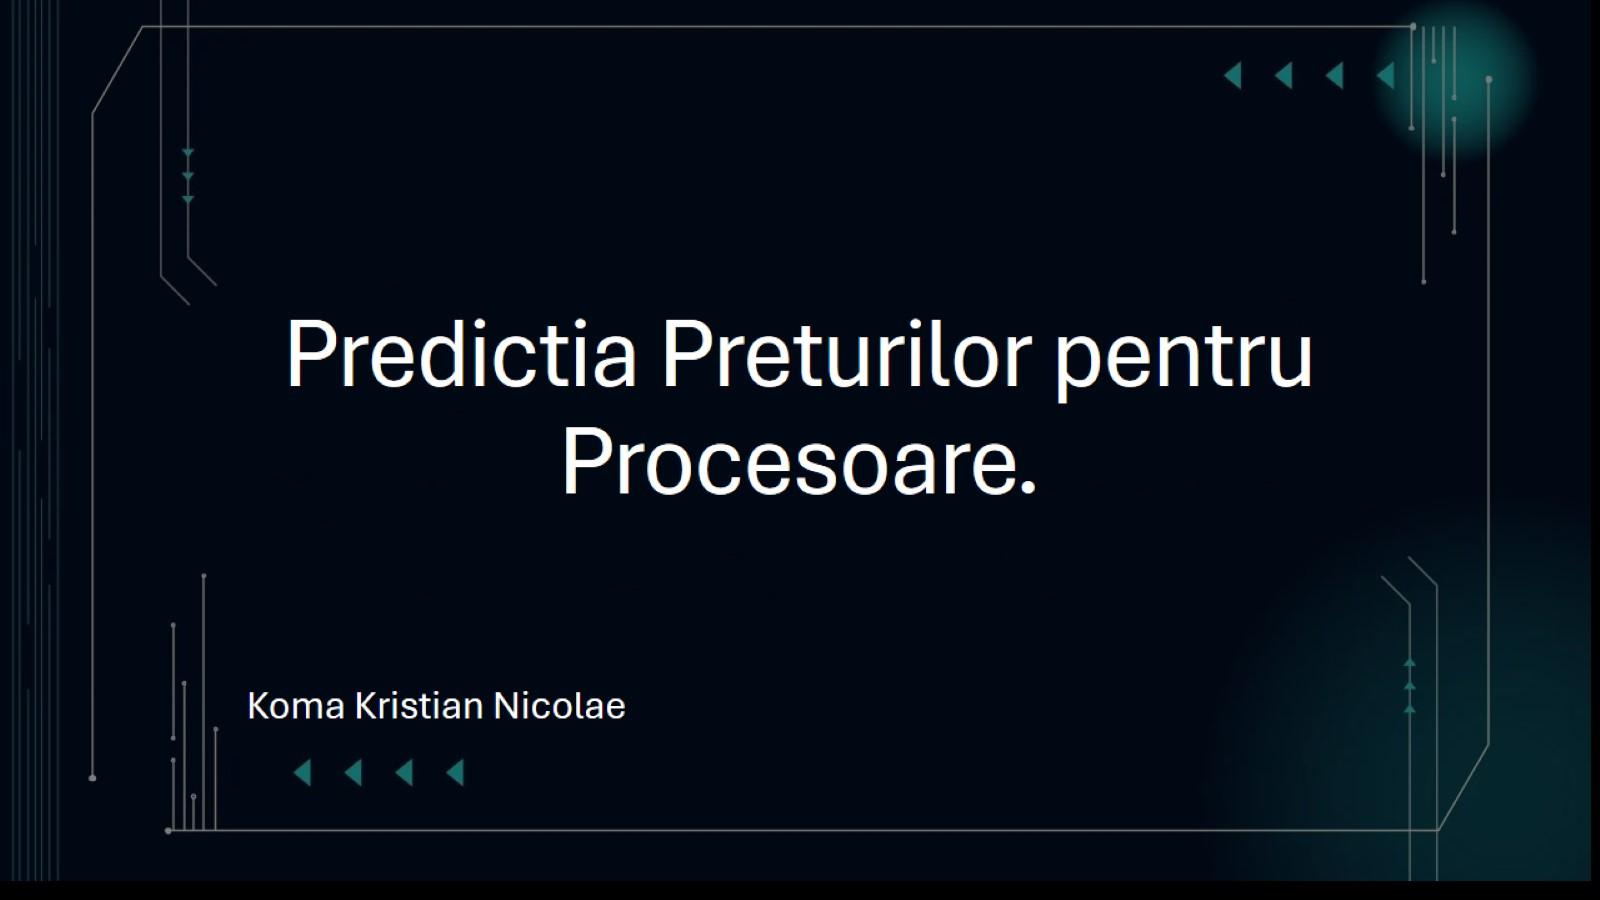 Predictia Preturilor pentru
Procesoare.
Koma Kristian Nicolae